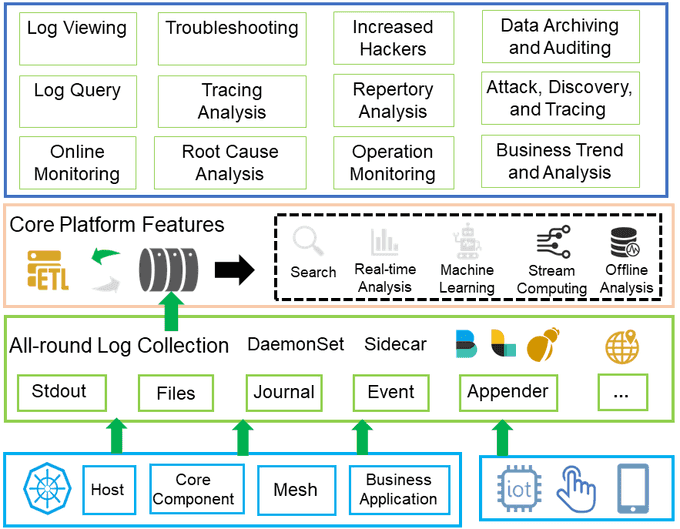 Log Viewing
Troubleshooting
Increased
Hackers
Data Archiving
and Auditing
Log Query
Tracing
Analysis
Repertory
Analysis
Attack, Discovery,
and Tracing
Online
Monitoring
Root Cause
Analysis
Operation
Monitoring
Business Trend
and Analysis
Core Platform Features
ETL
Search
Real-time
Analysis
Machine
Learning
Stream
Computing
Offline
Analysis
All-round Log Collection
DaemonSet
Sidecar
Stdout
Files
Journal
Event
Appender
...
Host
Core
Component
Mesh
Business
Application
iot